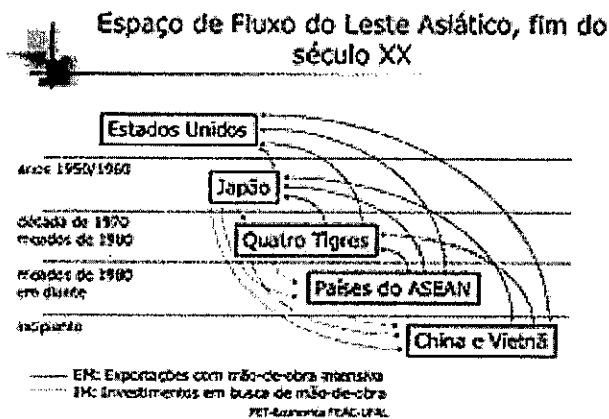 Espaço de Fluxo do Leste Asiático, fim do
século XX
Estados Unidos
anos 1950/1960
Japão
década de 1970
meados de 1980
Quatro Tigres
meados de 1980
em diante
Países do ASEAN
incipiente
China e Vietnã
EM: Exportações com mão-de-obra intensiva
IM: Investimentos em busca de mão-de-obra
PET-Economia FEAC-UFAL